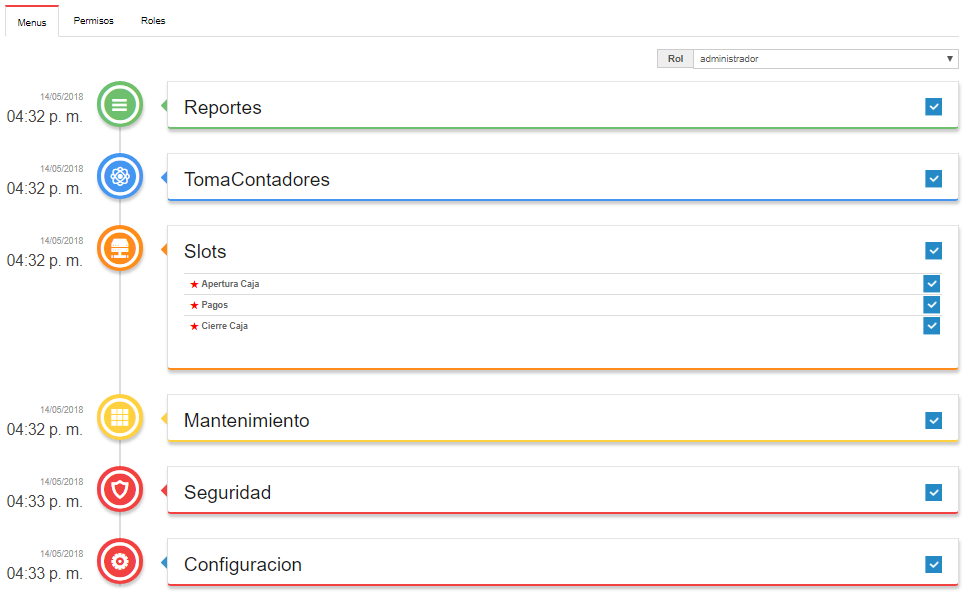 Menus Permisos Roles
Rol administrador
14/05/2018
04:32 p. m.
Reportes
14/05/2018
04:32 p. m.
TomaContadores
14/05/2018
04:32 p. m.
Slots
Apertura Caja
Pagos
Cierre Caja
14/05/2018
04:32 p. m.
Mantenimiento
14/05/2018
04:33 p. m.
Seguridad
14/05/2018
04:33 p. m.
Configuracion